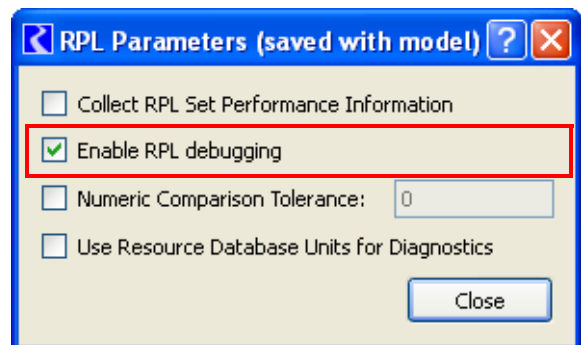 RPL Parameters (saved with model)
Collect RPL Set Performance Information
Enable RPL debugging
Numeric Comparison Tolerance: 0
Use Resource Database Units for Diagnostics
Close